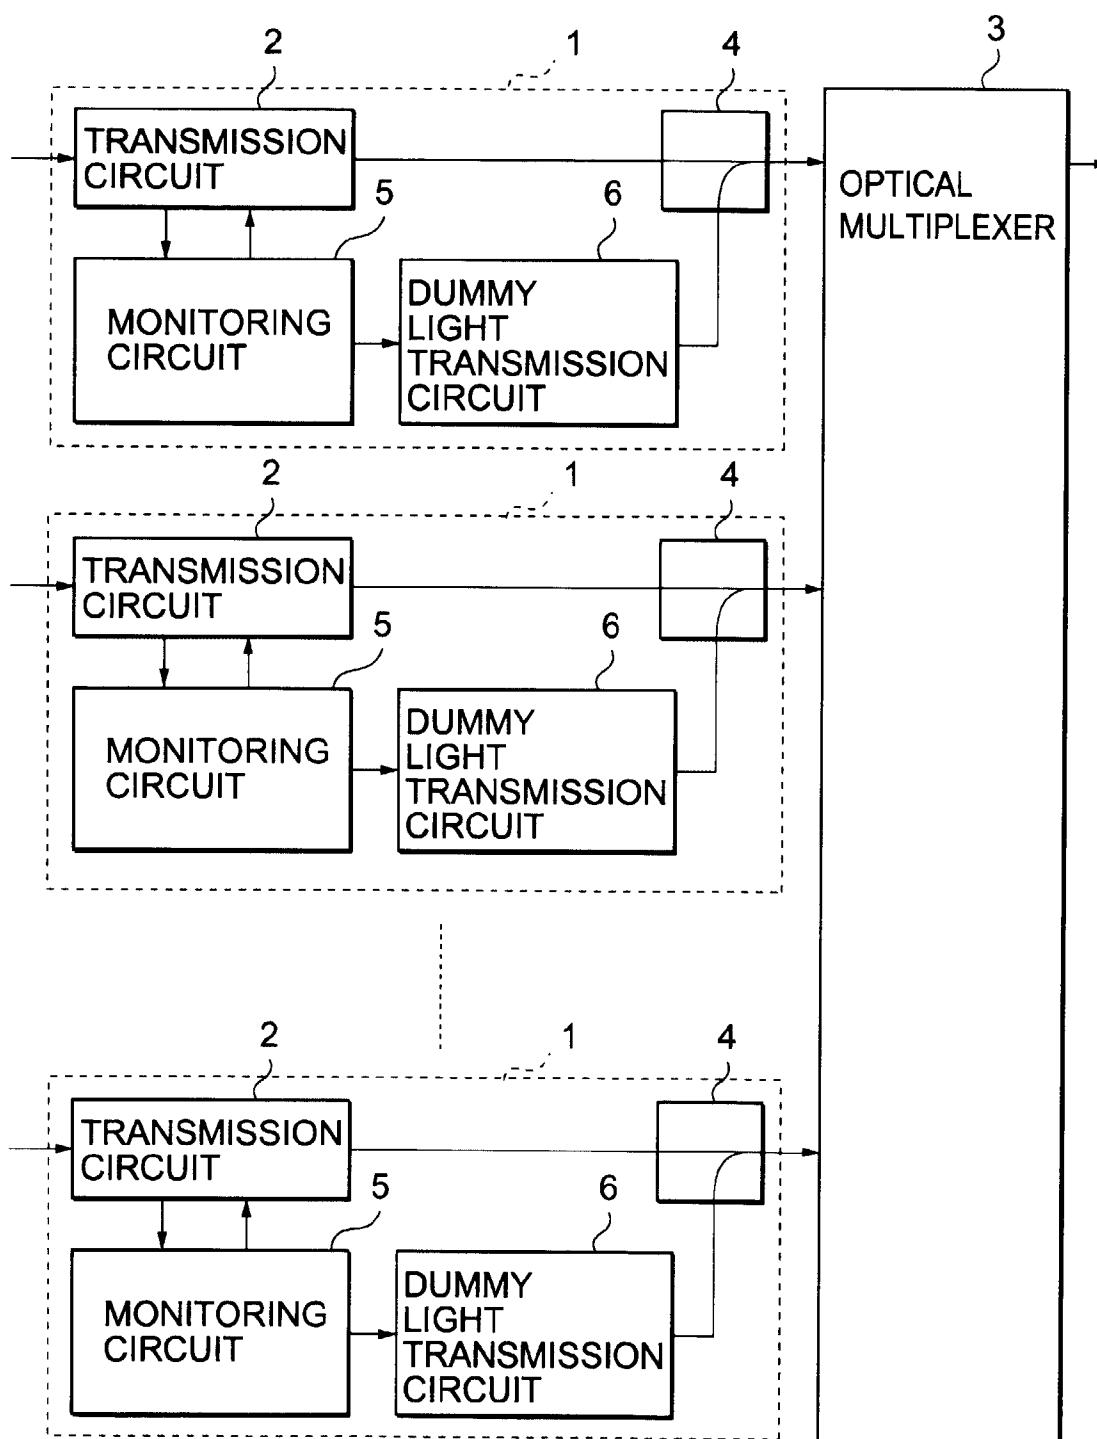 2
1
4
3
TRANSMISSION
CIRCUIT
OPTICAL
MULTIPLEXER
5
6
MONITORING
CIRCUIT
DUMMY
LIGHT
TRANSMISSION
CIRCUIT
2
1
4
TRANSMISSION
CIRCUIT
5
6
MONITORING
CIRCUIT
DUMMY
LIGHT
TRANSMISSION
CIRCUIT
2
1
4
TRANSMISSION
CIRCUIT
5
6
MONITORING
CIRCUIT
DUMMY
LIGHT
TRANSMISSION
CIRCUIT